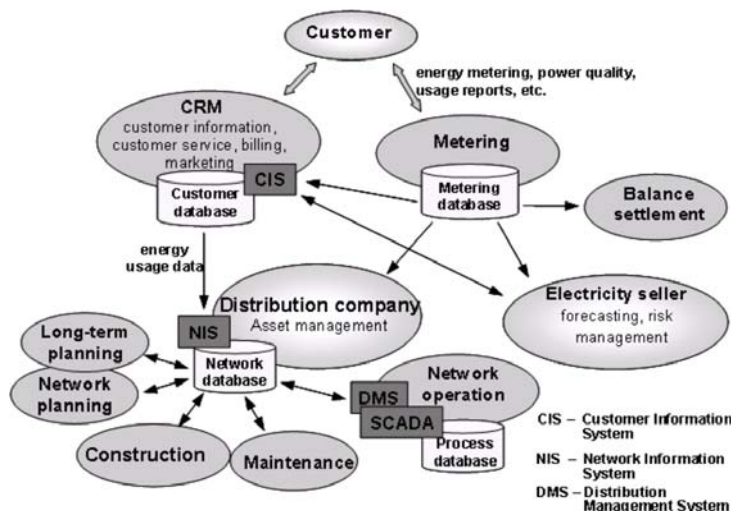 Customer
energy metering, power quality,
usage reports, etc.
CRM
customer information,
customer service, billing,
marketing
CIS
Customer
database
Metering
Metering
database
Balance
settlement
energy
usage data
Distribution company
Asset management
NIS
Network
database
Electricity seller
forecasting, risk
management
Long-term
planning
Network
planning
Network
operation
DMS
SCADA
Process
database
Construction
Maintenance
CIS – Customer Information
System
NIS – Network Information
System
DMS – Distribution
Management System